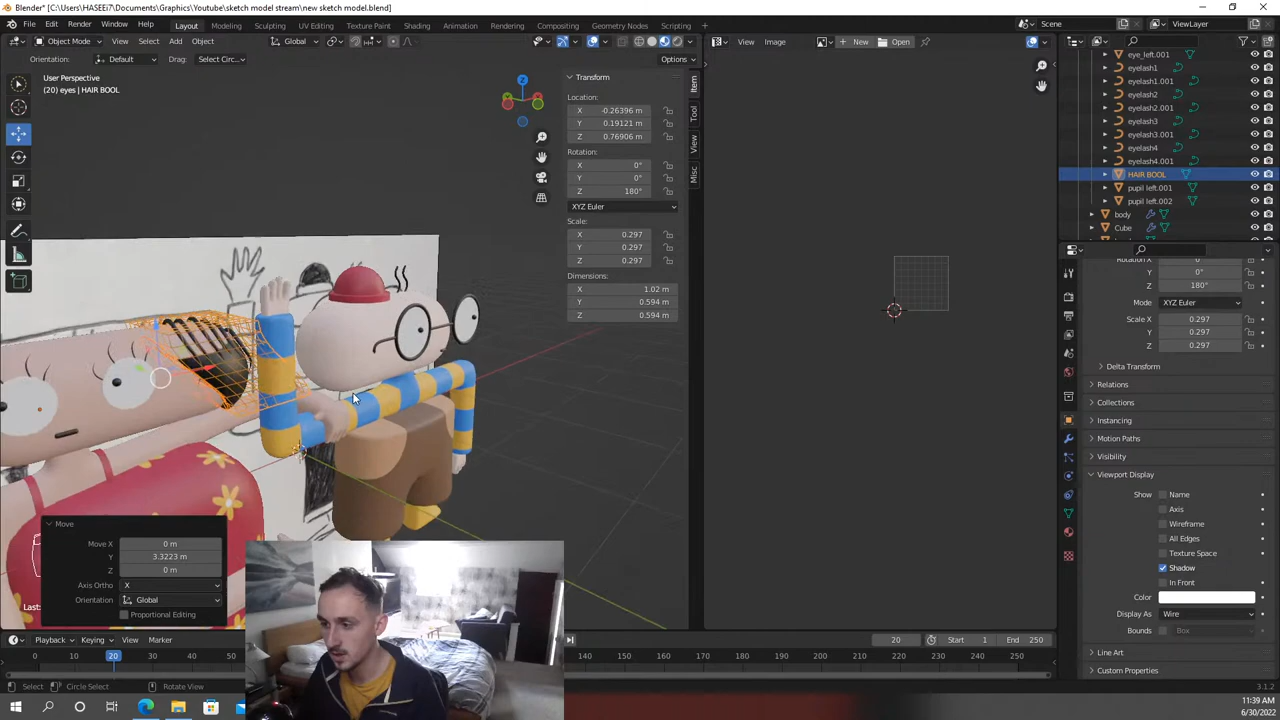 Blender* [C:\Users\HASEEi7\Documents\Graphics\Youtube\sketch model stream\new sketch model.blend]
File Edit Render Window Help Layout Modeling Sculpting UV Editing Texture Paint Shading Animation Rendering Compositing Geometry Nodes Scripting Scene ViewLayer
Object Mode View Select Add Object Global View Image New Open
Orientation: Default Drag: Select Circ... Options
User Perspective
(20) eyes | HAIR BOOL
Transform
Location:
X -0.26396 m
Y 0.19121 m
Z 0.76906 m
Rotation:
X 0°
Y 0°
Z 180°
XYZ Euler
Scale:
X 0.297
Y 0.297
Z 0.297
Dimensions:
X 1.02 m
Y 0.594 m
Z 0.594 m
Item
Tool
View
Misc
eye_left.001
eyelash1
eyelash1.001
eyelash2
eyelash2.001
eyelash3
eyelash3.001
eyelash4
eyelash4.001
HAIR BOOL
pupil left.001
pupil left.002
body
Cube
Y 0°
Z 180°
Mode XYZ Euler
Scale X 0.297
Y 0.297
Z 0.297
Delta Transform
Relations
Collections
Instancing
Motion Paths
Visibility
Viewport Display
Show Name
Axis
Wireframe
All Edges
Texture Space
Shadow
In Front
Color
Display As Wire
Bounds Box
Line Art
Custom Properties
Move
Move X 0 m
Y 3.3223 m
Z 0 m
Axis Ortho X
Orientation Global
Proportional Editing
Last:
Playback Keying View Marker 20 Start 1 End 250
0 10 20 30 40 50 130 140 150 160 170 180 190 200 210 220 230 240 250
Select Circle Select Rotate View 3.1.2
11:39 AM
6/30/2022